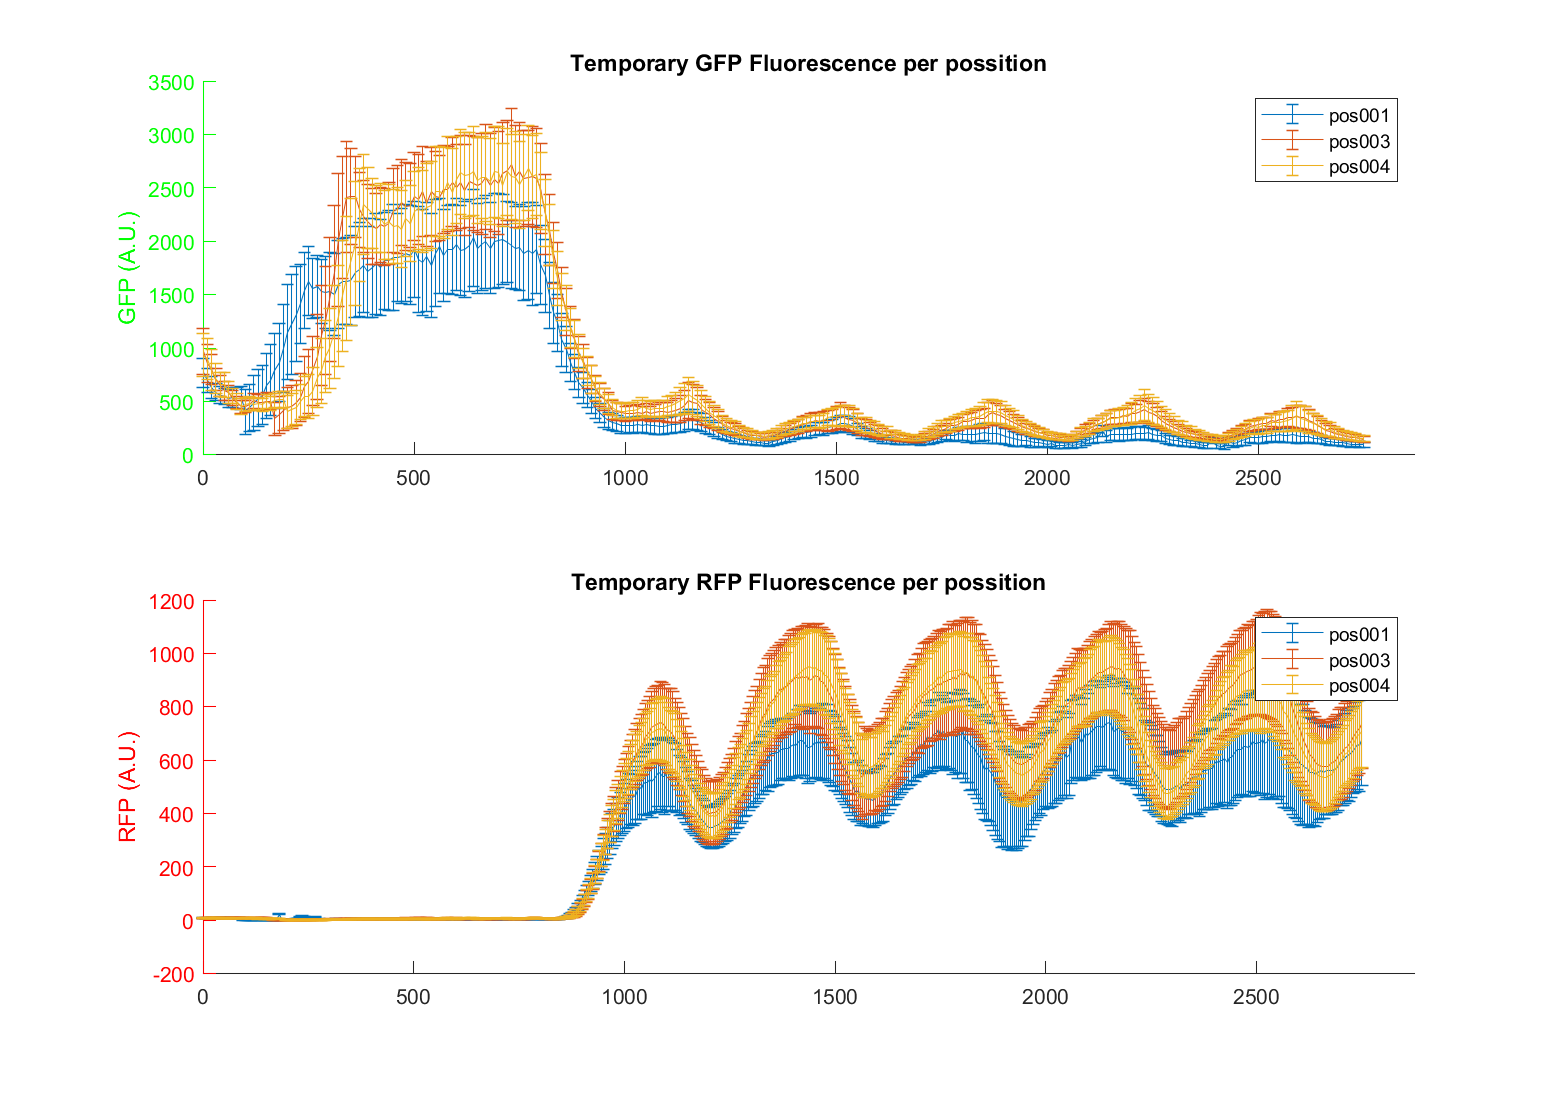 Temporary GFP Fluorescence per possition
GFP (A.U.)
3500
3000
2500
2000
1500
1000
500
0
0 500 1000 1500 2000 2500
pos001
pos003
pos004
Temporary RFP Fluorescence per possition
RFP (A.U.)
1200
1000
800
600
400
200
0
-200
0 500 1000 1500 2000 2500
pos001
pos003
pos004